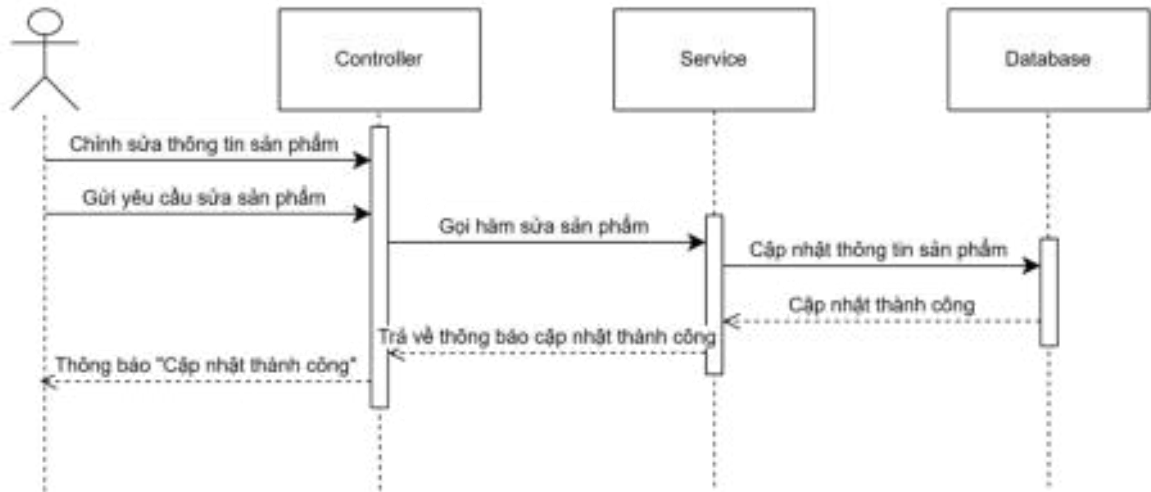 Controller
Service
Database
Chỉnh sửa thông tin sản phẩm
Gửi yêu cầu sửa sản phẩm
Gọi hàm sửa sản phẩm
Cập nhật thông tin sản phẩm
Cập nhật thành công
Trả về thông báo cập nhật thành công
Thông báo "Cập nhật thành công"